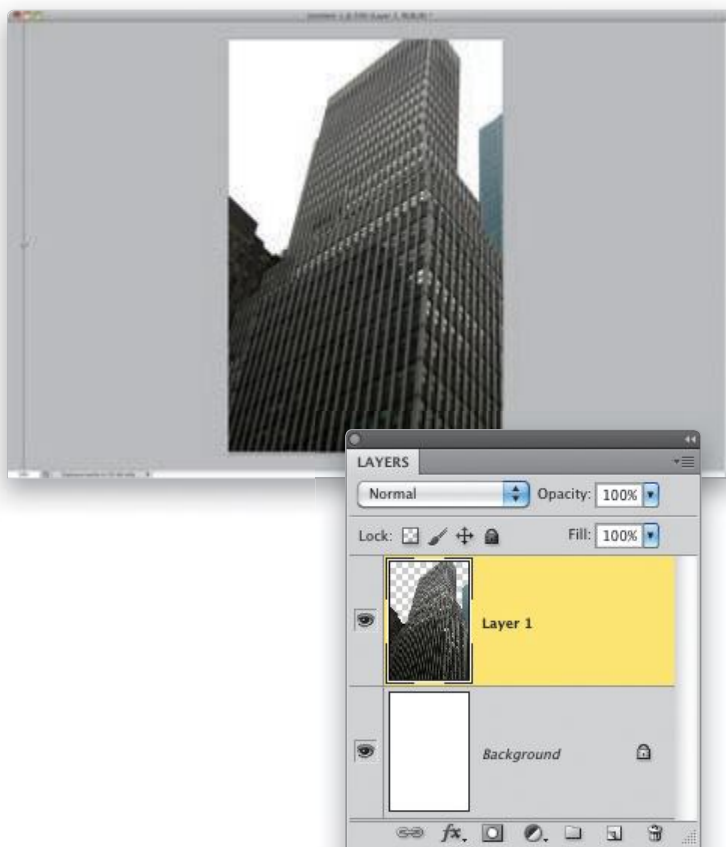 LAYERS
Normal Opacity: 100%
Lock: Fill: 100%
Layer 1
Background
fx